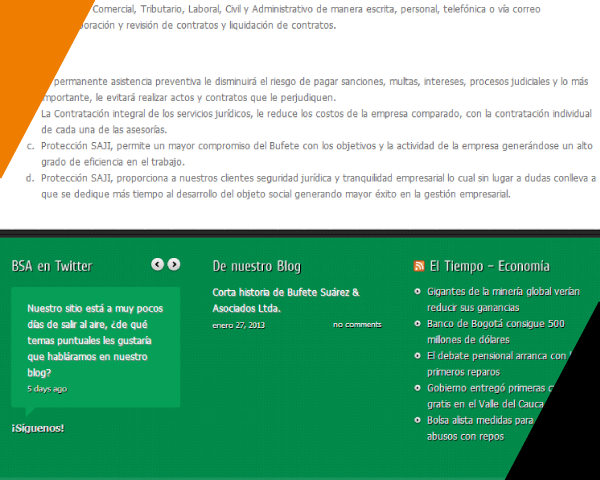 Comercial, Tributario, Laboral, Civil y Administrativo de manera escrita, personal, telefónica o vía correo
y revisión de contratos y liquidación de contratos.
permanente asistencia preventiva le disminuirá el riesgo de pagar sanciones, multas, intereses, procesos judiciales y lo más
importante, le evitará realizar actos y contratos que le perjudiquen.
La Contratación integral de los servicios jurídicos, le reduce los costos de la empresa comparado, con la contratación individual
de cada una de las asesorías.
c. Protección SAJI, permite un mayor compromiso del Bufete con los objetivos y la actividad de la empresa generándose un alto
grado de eficiencia en el trabajo.
d. Protección SAJI, proporciona a nuestros clientes seguridad jurídica y tranquilidad empresarial lo cual sin lugar a dudas conlleva a
que se dedique más tiempo al desarrollo del objeto social generando mayor éxito en la gestión empresarial.
BSA en Twitter
Nuestro sitio está a muy pocos
días de salir al aire, ¿de qué
temas puntuales les gustaría
que habláramos en nuestro
blog?
5 days ago
¡Síguenos!
De nuestro Blog
Corta historia de Bufete Suárez &
Asociados Ltda.
enero 27, 2013 no comments
El Tiempo – Economía
Gigantes de la minería global verían
reducir sus ganancias
Banco de Bogotá consigue 500
millones de dólares
El debate pensional arranca con
primeros reparos
Gobierno entregó primeras
gratis en el Valle del Cauca
Bolsa alista medidas para
abusos con repos